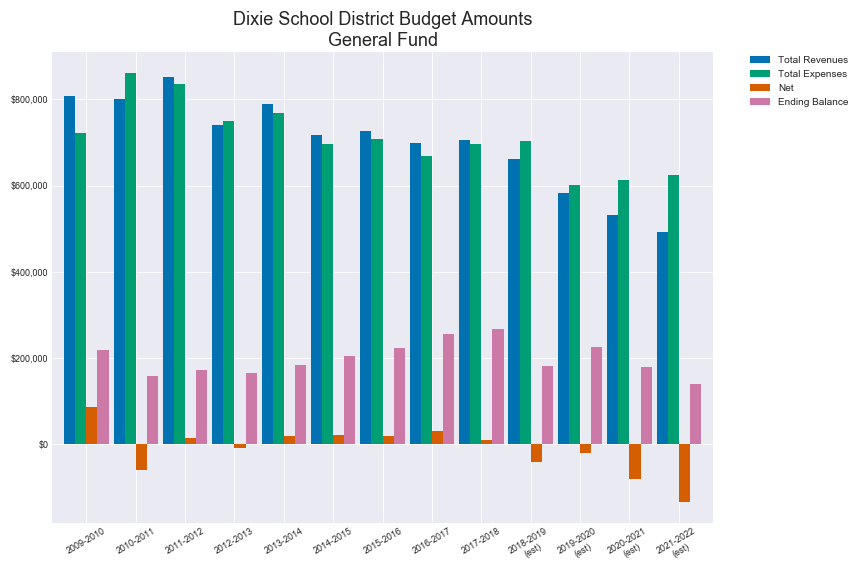 Dixie School District Budget Amounts
General Fund
Total Revenues
Total Expenses
Net
Ending Balance
$800,000
$600,000
$400,000
$200,000
$0
2009-2010
2010-2011
2011-2012
2012-2013
2013-2014
2014-2015
2015-2016
2016-2017
2017-2018
2018-2019
(est)
2019-2020
(est)
2020-2021
(est)
2021-2022
(est)